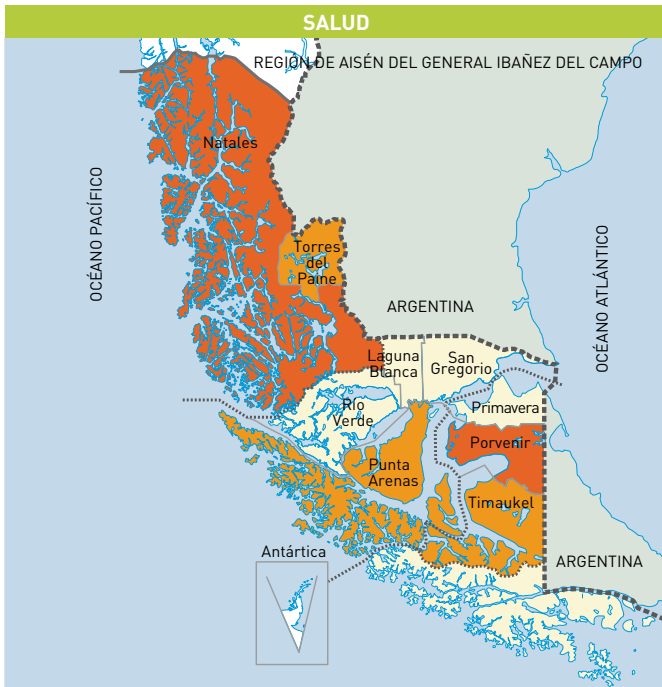 SALUD
REGIÓN DE AISÉN DEL GENERAL IBAÑEZ DEL CAMPO
Natales
OCÉANO PACÍFICO
OCÉANO ATLÁNTICO
Torres
del
Paine
ARGENTINA
Laguna
Blanca
San
Gregorio
Río
Verde
Primavera
Porvenir
Punta
Arenas
Timaukel
Antártica
ARGENTINA